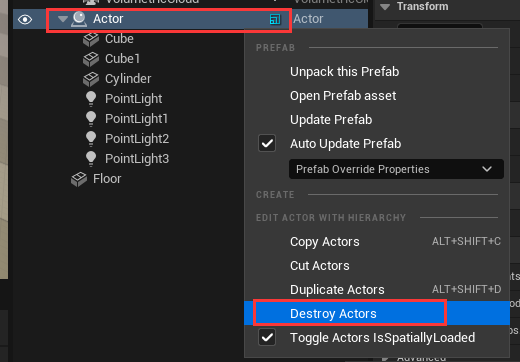 VolumetricCloud
Actor Actor
Cube
Cube1
Cylinder
PointLight
PointLight1
PointLight2
PointLight3
Floor
Transform
PREFAB
Unpack this Prefab
Open Prefab asset
Update Prefab
Auto Update Prefab
Prefab Override Properties
CREATE
EDIT ACTOR WITH HIERARCHY
Copy Actors ALT+SHIFT+C
Cut Actors
Duplicate Actors ALT+SHIFT+D
Destroy Actors
Toggle Actors IsSpatiallyLoaded
Advanced